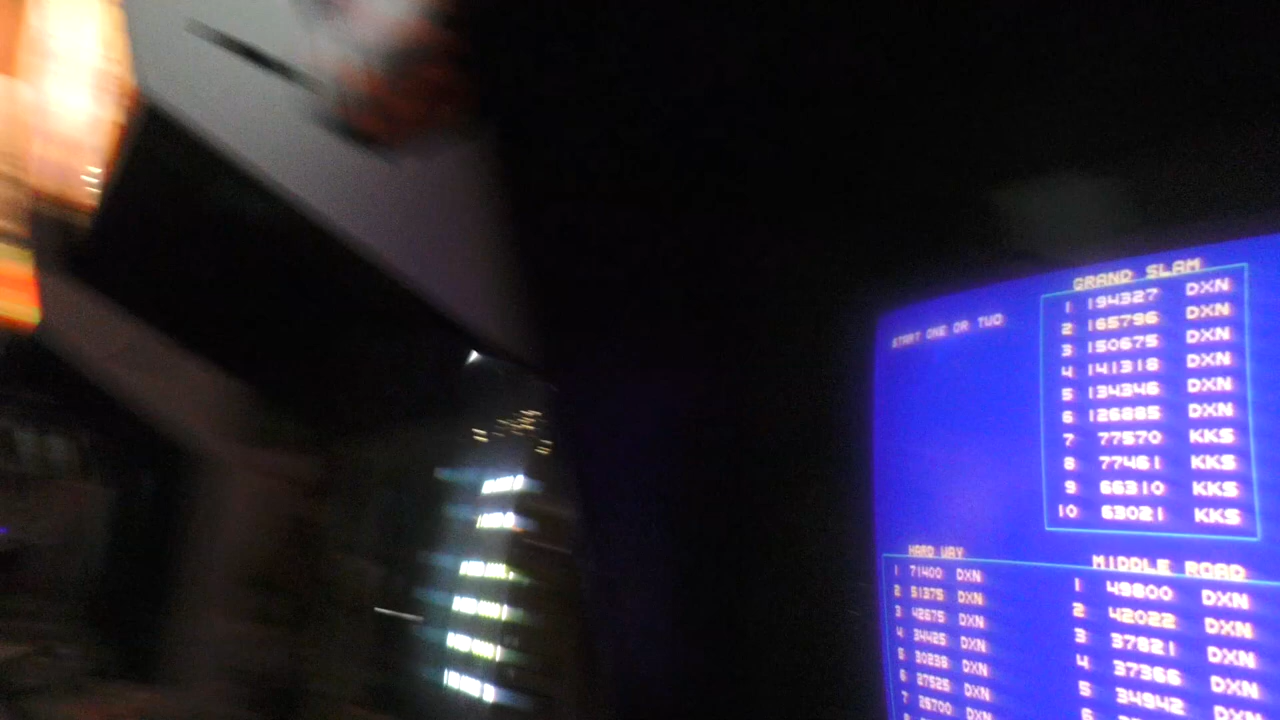 GRAND SLAM
START ONE OR TWO
1 194327 DXN
2 165796 DXN
3 150675 DXN
4 141318 DXN
5 134346 DXN
6 126885 DXN
7 77570 KKS
8 77461 KKS
9 66310 KKS
10 63021 KKS
HARD WAY
1 71400 DXN
2 51375 DXN
3 42675 DXN
4 34425 DXN
5 30238 DXN
6 27525 DXN
7 25700 DXN
MIDDLE ROAD
1 49800 DXN
2 42022 DXN
3 37821 DXN
4 37366 DXN
5 34942 DXN
6